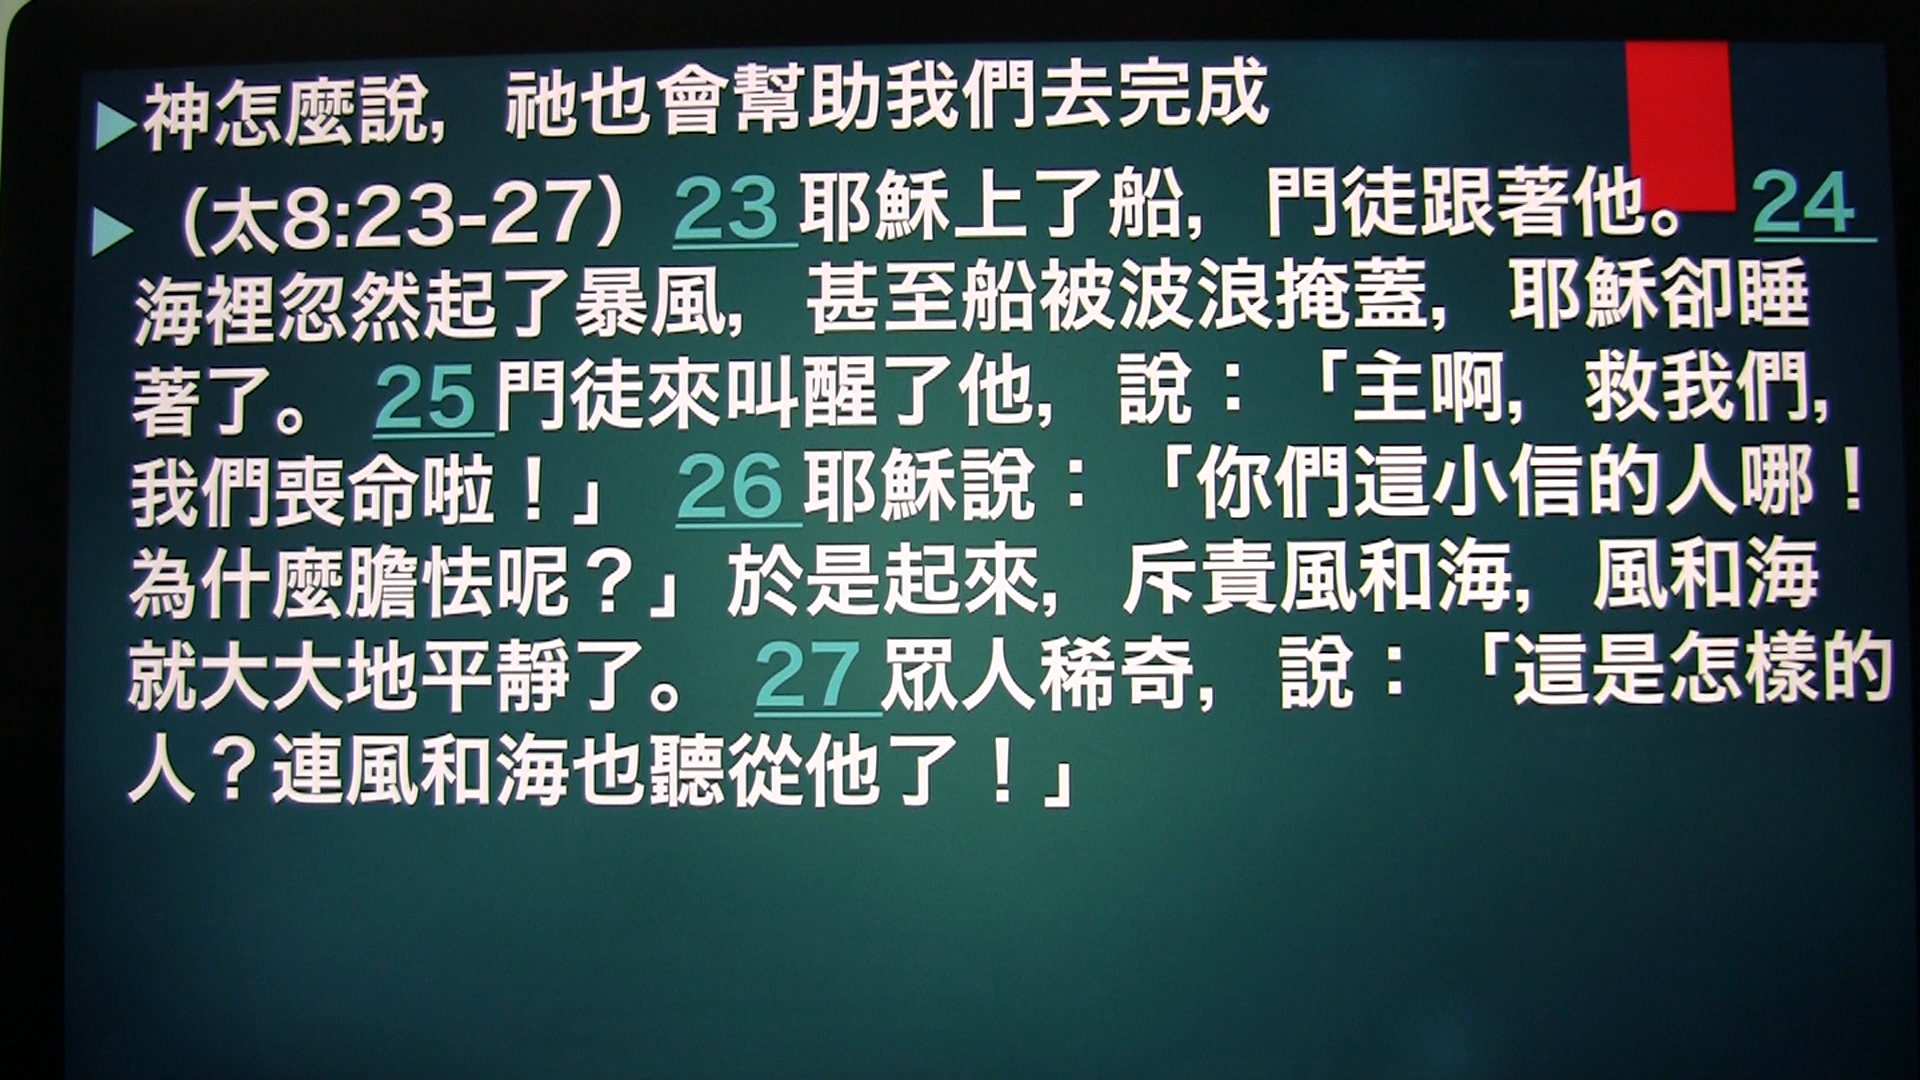 神怎麼說，祂也會幫助我們去完成
（太8:23-27）23 耶穌上了船，門徒跟著他。 24
海裡忽然起了暴風，甚至船被波浪掩蓋，耶穌卻睡
著了。 25 門徒來叫醒了他，說：「主啊，救我們，
我們喪命啦！」 26 耶穌說：「你們這小信的人哪！
為什麼膽怯呢？」於是起來，斥責風和海，風和海
就大大地平靜了。 27 眾人稀奇，說：「這是怎樣的
人？連風和海也聽從他了！」